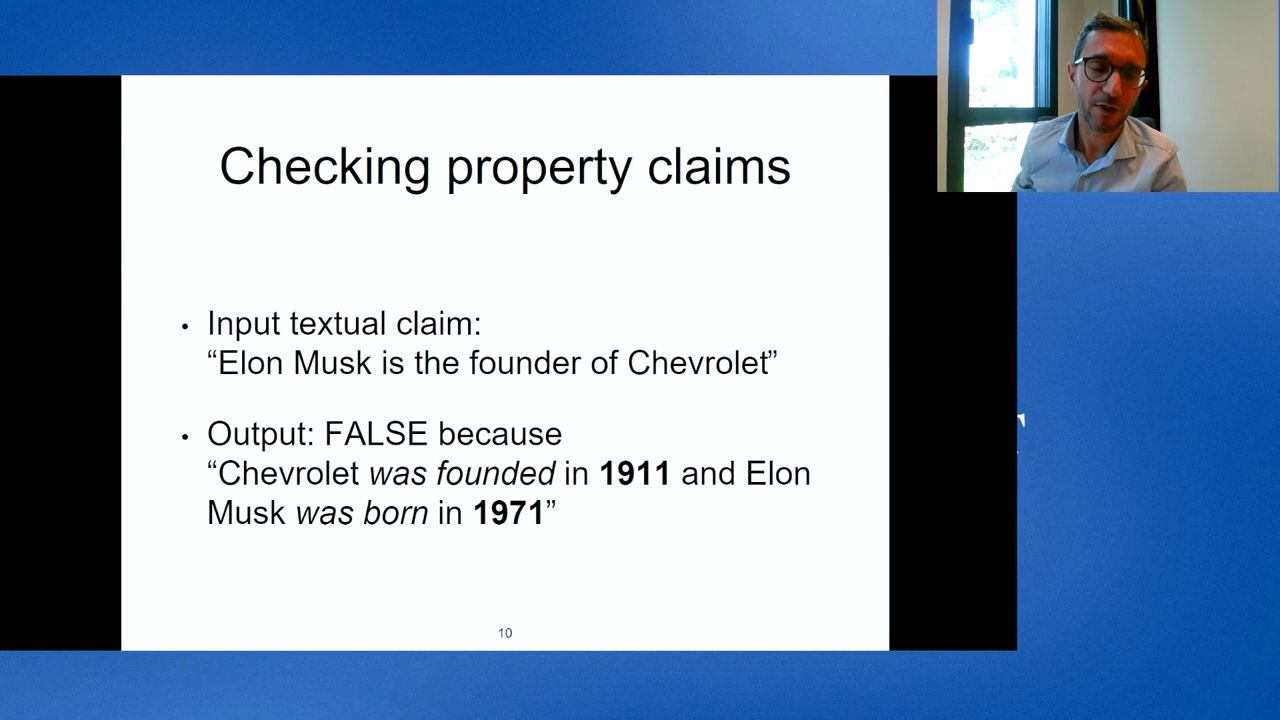 Checking property claims
• Input textual claim:
“Elon Musk is the founder of Chevrolet”
• Output: FALSE because
“Chevrolet was founded in 1911 and Elon
Musk was born in 1971”
10